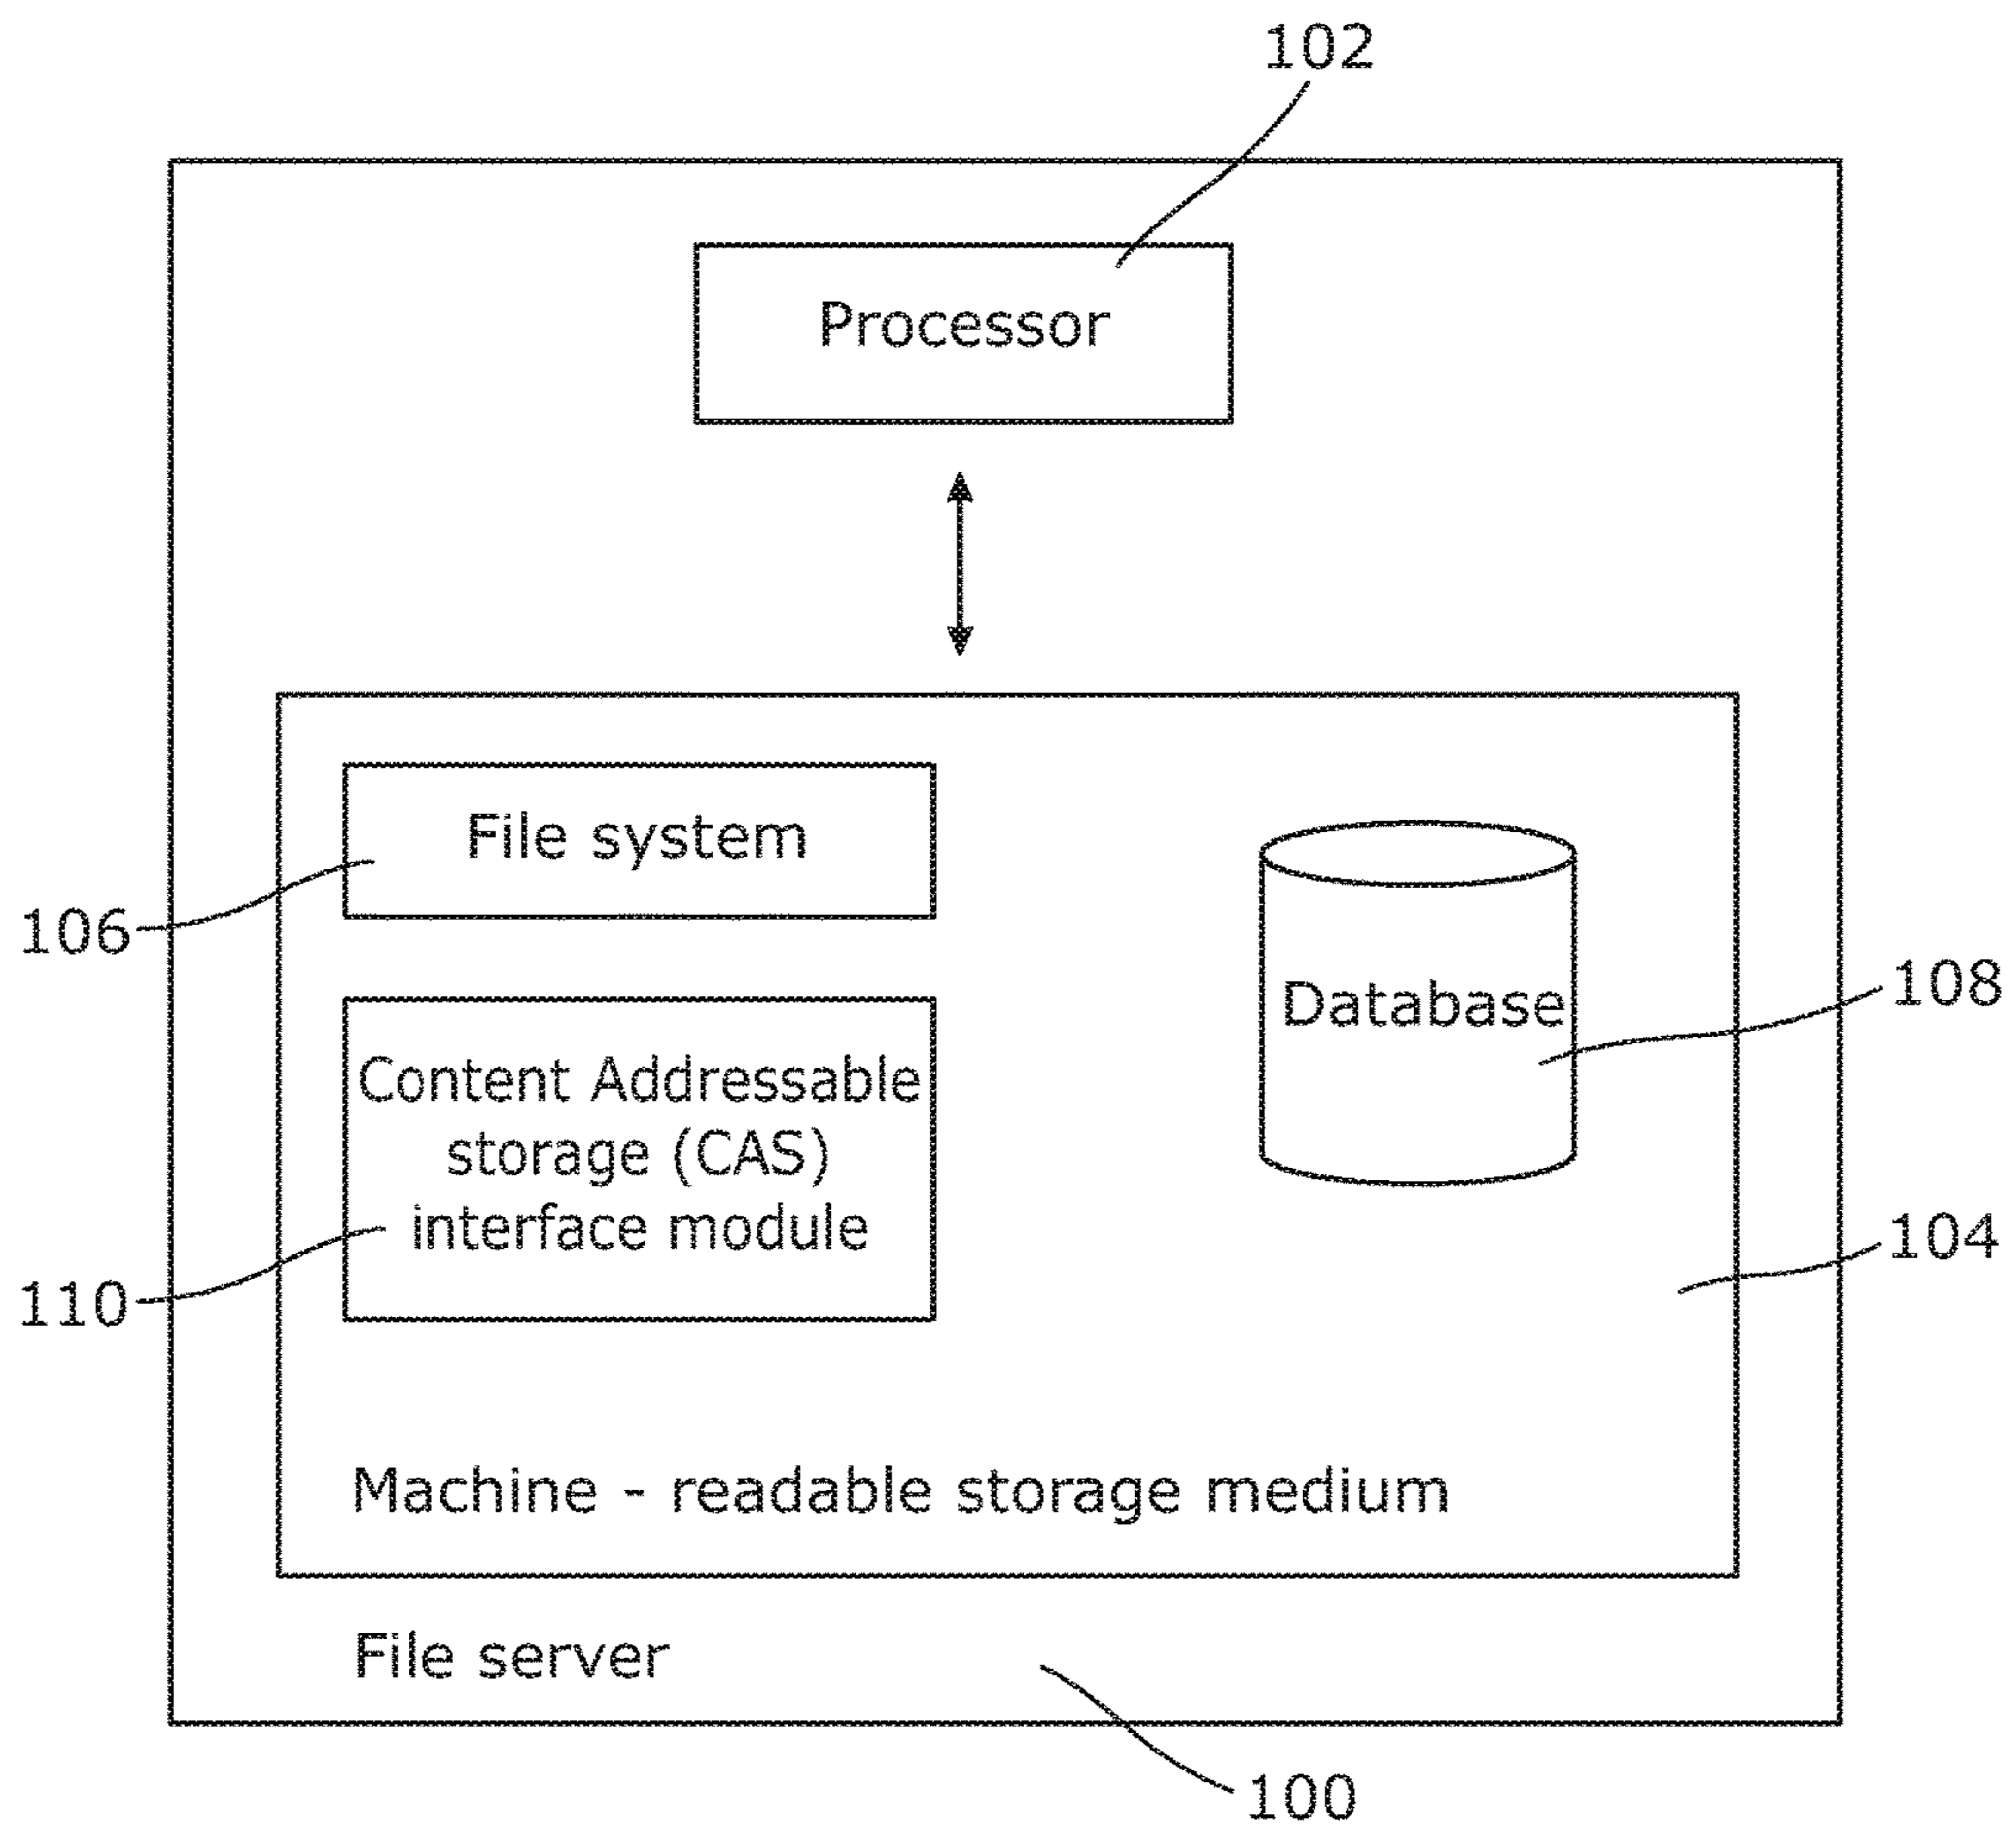 102
Processor
File system
106
Database
108
Content Addressable
storage (CAS)
interface module
110
104
Machine - readable storage medium
File server
100